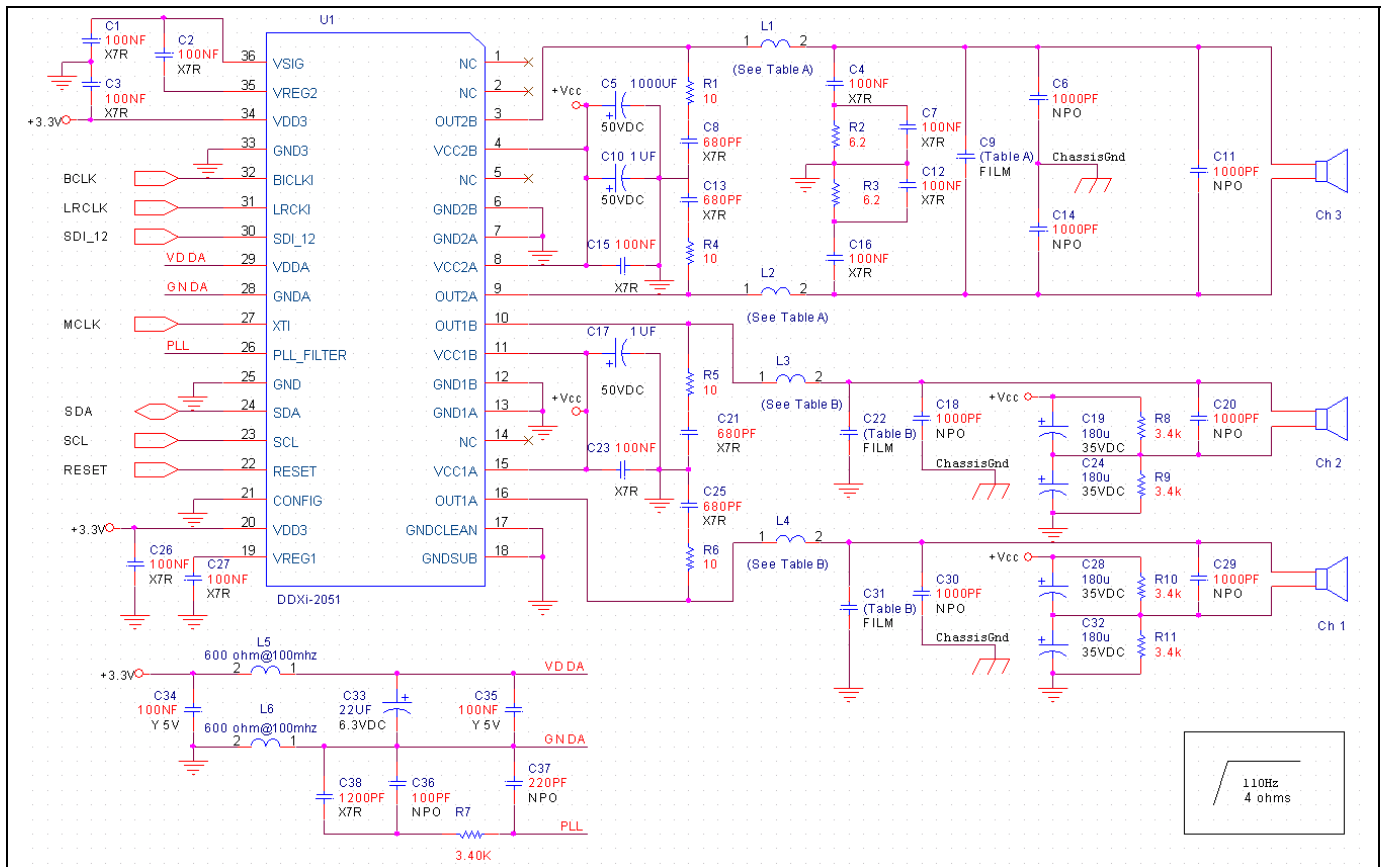 U1
C1
100NF
X7R
C2
100NF
X7R
C3
100NF
X7R
+3.3V
36 VSIG
35 VREG2
34 VDD3
33 GND3
BCLK 32 BICLKI
LRCLK 31 LRCKI
SDI_12 30 SDI_12
VDDA 29 VDDA
GNDA 28 GNDA
MCLK 27 XTI
PLL 26 PLL_FILTER
25 GND
SDA 24 SDA
SCL 23 SCL
RESET 22 RESET
21 CONFIG
+3.3V 20 VDD3
19 VREG1
C26
100NF
X7R
C27
100NF
X7R
DDXi-2051
NC 1
NC 2
OUT2B 3
VCC2B 4
NC 5
GND2B 6
GND2A 7
VCC2A 8
OUT2A 9
OUT1B 10
VCC1B 11
GND1B 12
GND1A 13
NC 14
VCC1A 15
OUT1A 16
GNDCLEAN 17
GNDSUB 18
+Vcc
C5 1000UF
+
50VDC
C10 1UF
+
50VDC
C15 100NF
X7R
R1
10
C8
680PF
X7R
C13
680PF
X7R
R4
10
L1
1 2
(See Table A)
L2
1 2
(See Table A)
C4
100NF
X7R
R2
6.2
C7
100NF
X7R
R3
6.2
C12
100NF
X7R
C16
100NF
X7R
C9
(Table A)
FILM
C6
1000PF
NPO
ChassisGnd
C14
1000PF
NPO
C11
1000PF
NPO
Ch 3
C17 1UF
+
50VDC
+Vcc
C23 100NF
X7R
R5
10
C21
680PF
X7R
C25
680PF
X7R
R6
10
L3
1 2
(See Table B)
C22
(Table B)
FILM
C18
1000PF
NPO
ChassisGnd
+Vcc
+
C19
180u
35VDC
R8
3.4k
+
C24
180u
35VDC
R9
3.4k
C20
1000PF
NPO
Ch 2
L4
1 2
(See Table B)
C31
(Table B)
FILM
C30
1000PF
NPO
ChassisGnd
+Vcc
+
C28
180u
35VDC
R10
3.4k
+
C32
180u
35VDC
R11
3.4k
C29
1000PF
NPO
Ch 1
L5
600 ohm@100mhz
2 1
+3.3V
VDDA
C34
100NF
Y5V
C33
22UF
6.3VDC
+
C35
100NF
Y5V
L6
600 ohm@100mhz
2 1
GNDA
C38
1200PF
X7R
C36
100PF
NPO
C37
220PF
NPO
R7
3.40K
PLL
110Hz
4 ohms